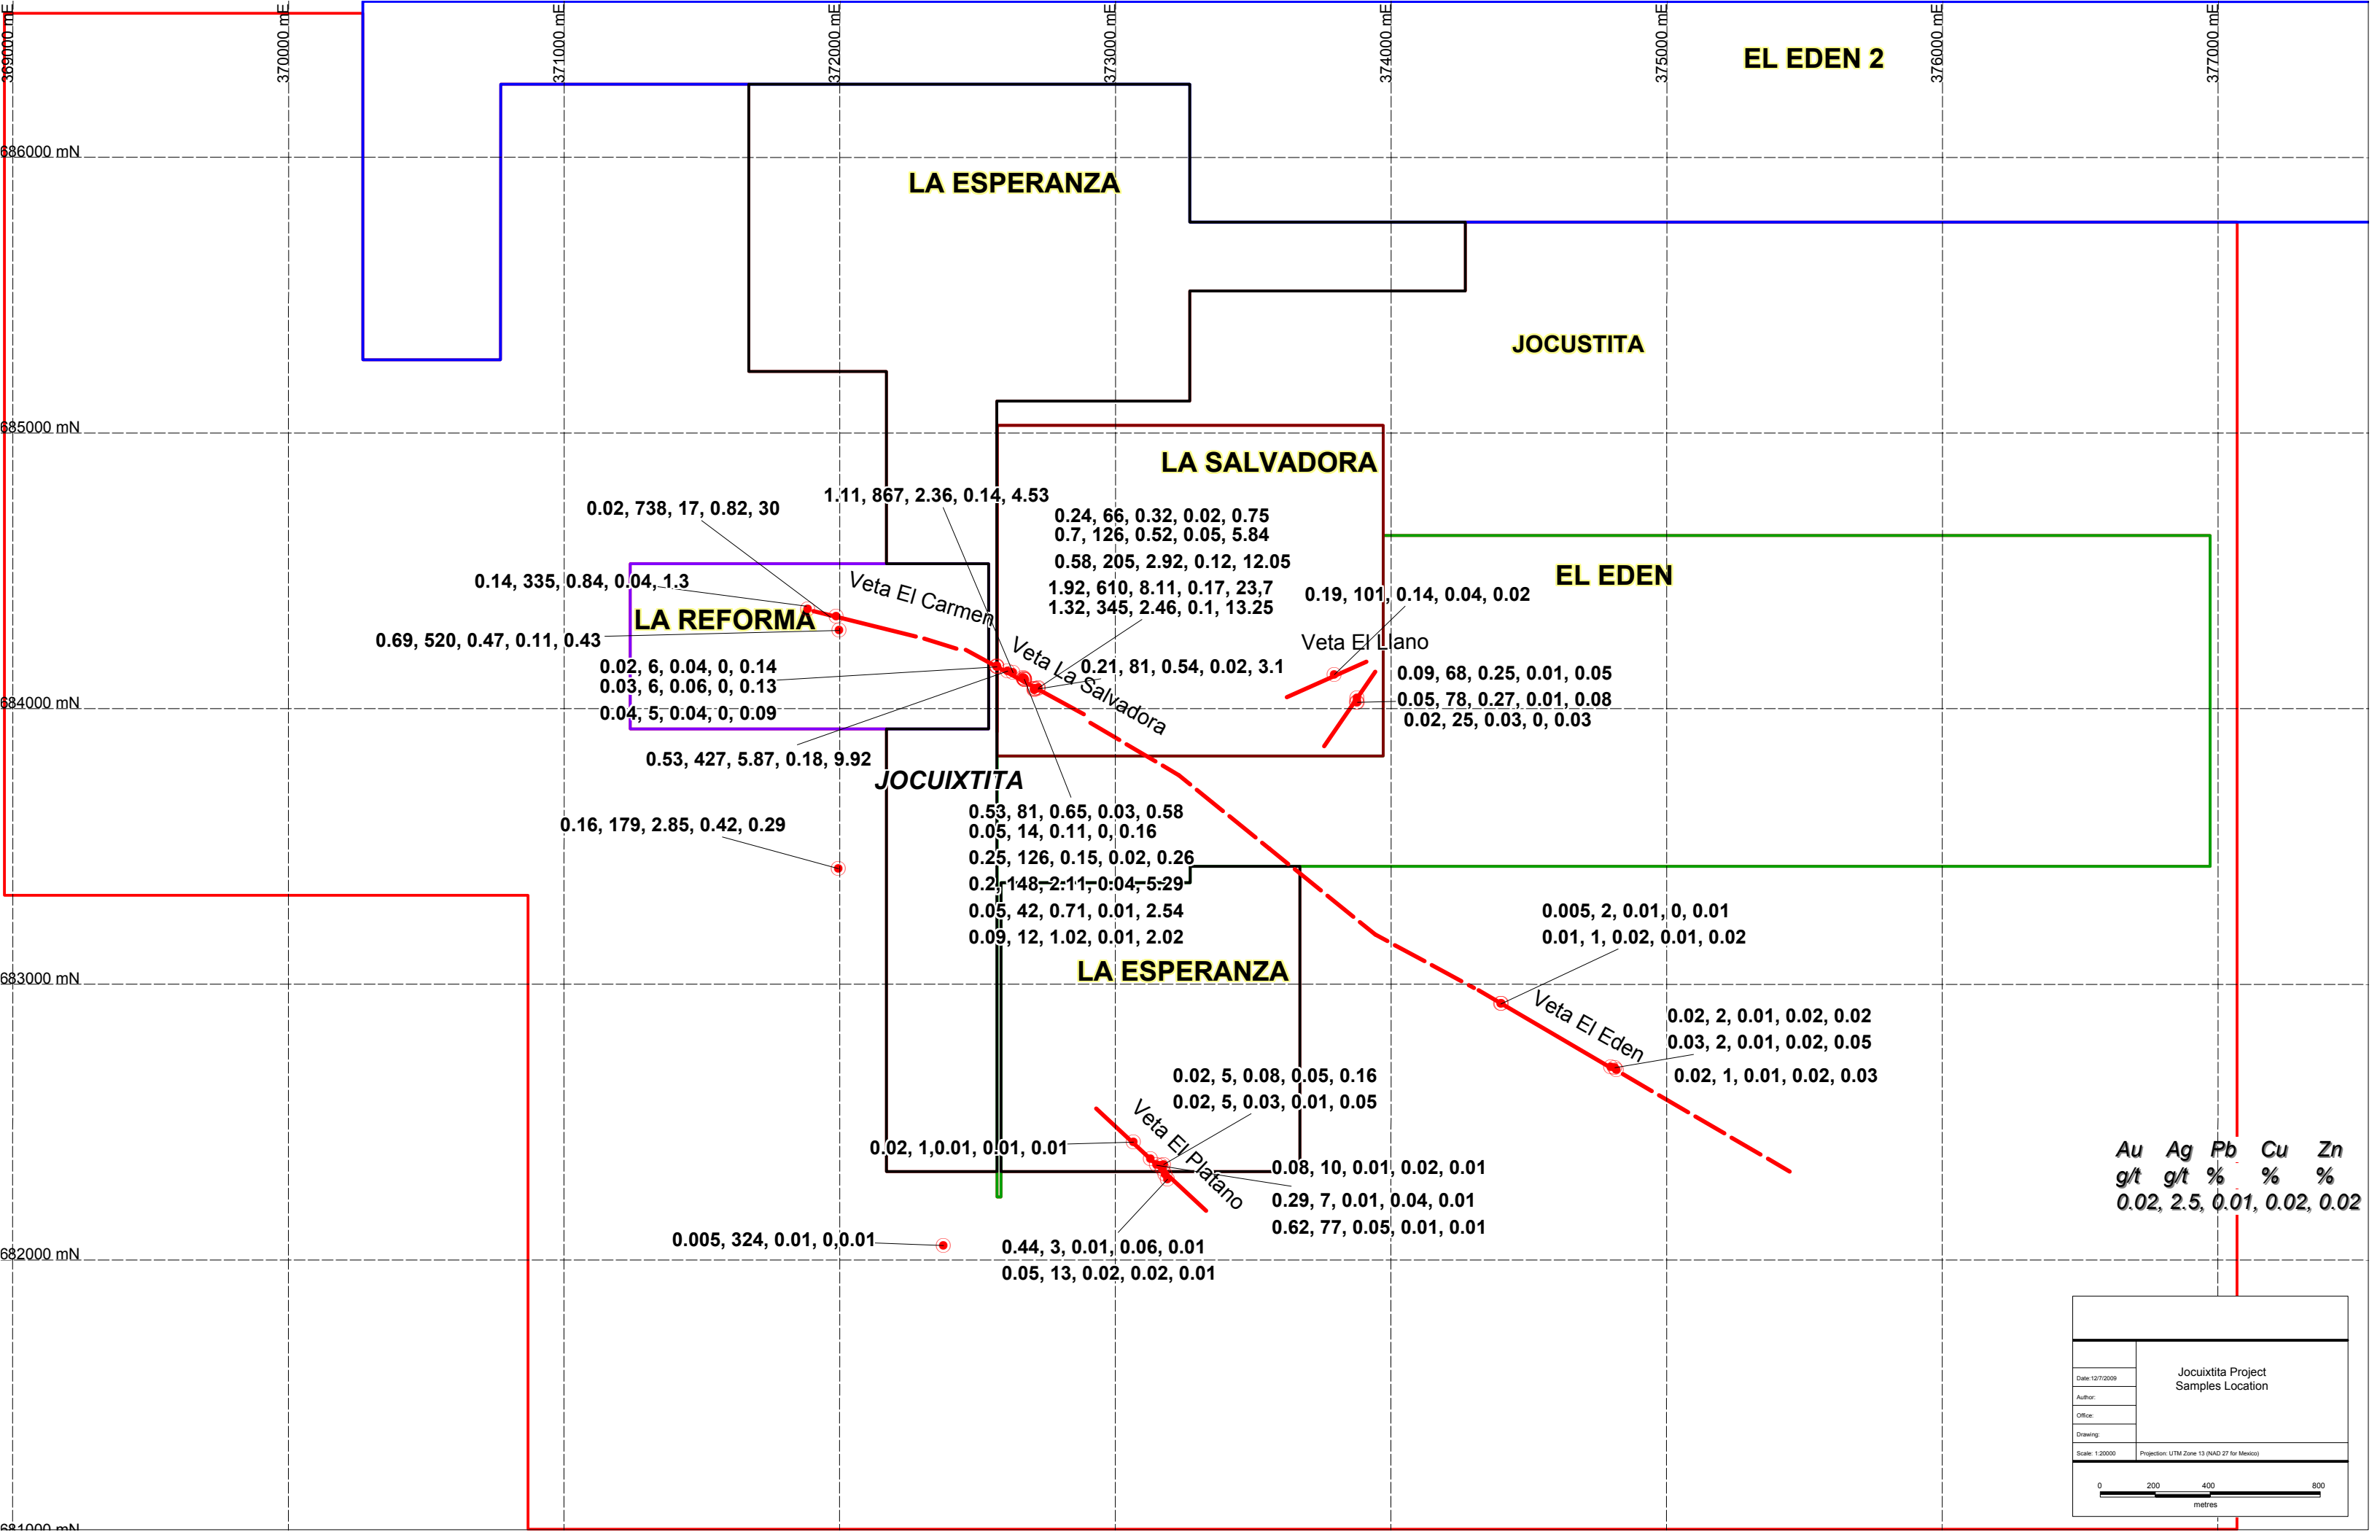 369000 mE
370000 mE
371000 mE
372000 mE
373000 mE
374000 mE
375000 mE
376000 mE
377000 mE
EL EDEN 2
686000 mN
LA ESPERANZA
JOCUSTITA
685000 mN
LA SALVADORA
1.11, 867, 2.36, 0.14, 4.53
0.02, 738, 17, 0.82, 30
0.24, 66, 0.32, 0.02, 0.75
0.7, 126, 0.52, 0.05, 5.84
0.58, 205, 2.92, 0.12, 12.05
1.92, 610, 8.11, 0.17, 23,7
1.32, 345, 2.46, 0.1, 13.25
EL EDEN
0.14, 335, 0.84, 0.04, 1.3
Veta El Carmen
0.19, 101, 0.14, 0.04, 0.02
LA REFORMA
0.69, 520, 0.47, 0.11, 0.43
Veta El Llano
Veta La Salvadora
0.02, 6, 0.04, 0, 0.14
0.03, 6, 0.06, 0, 0.13
0.04, 5, 0.04, 0, 0.09
0.21, 81, 0.54, 0.02, 3.1
0.09, 68, 0.25, 0.01, 0.05
0.05, 78, 0.27, 0.01, 0.08
0.02, 25, 0.03, 0, 0.03
684000 mN
0.53, 427, 5.87, 0.18, 9.92
JOCUIXTITA
0.16, 179, 2.85, 0.42, 0.29
0.53, 81, 0.65, 0.03, 0.58
0.05, 14, 0.11, 0, 0.16
0.25, 126, 0.15, 0.02, 0.26
0.2, 148, 2.11, 0.04, 5.29
0.05, 42, 0.71, 0.01, 2.54
0.09, 12, 1.02, 0.01, 2.02
0.005, 2, 0.01, 0, 0.01
0.01, 1, 0.02, 0.01, 0.02
LA ESPERANZA
683000 mN
Veta El Eden
0.02, 2, 0.01, 0.02, 0.02
0.03, 2, 0.01, 0.02, 0.05
0.02, 1, 0.01, 0.02, 0.03
0.02, 5, 0.08, 0.05, 0.16
0.02, 5, 0.03, 0.01, 0.05
Veta El Platano
0.02, 1,0.01, 0.01, 0.01
0.08, 10, 0.01, 0.02, 0.01
0.29, 7, 0.01, 0.04, 0.01
0.62, 77, 0.05, 0.01, 0.01
Au Ag Pb Cu Zn
g/t g/t % % %
0.02, 2.5, 0.01, 0.02, 0.02
0.005, 324, 0.01, 0,0.01
0.44, 3, 0.01, 0.06, 0.01
0.05, 13, 0.02, 0.02, 0.01
682000 mN
Jocuixtita Project
Samples Location
Date:12/7/2009
Author:
Office:
Drawing:
Scale: 1:20000
Projection: UTM Zone 13 (NAD 27 for Mexico)
0 200 400 800
metres
681000 mN